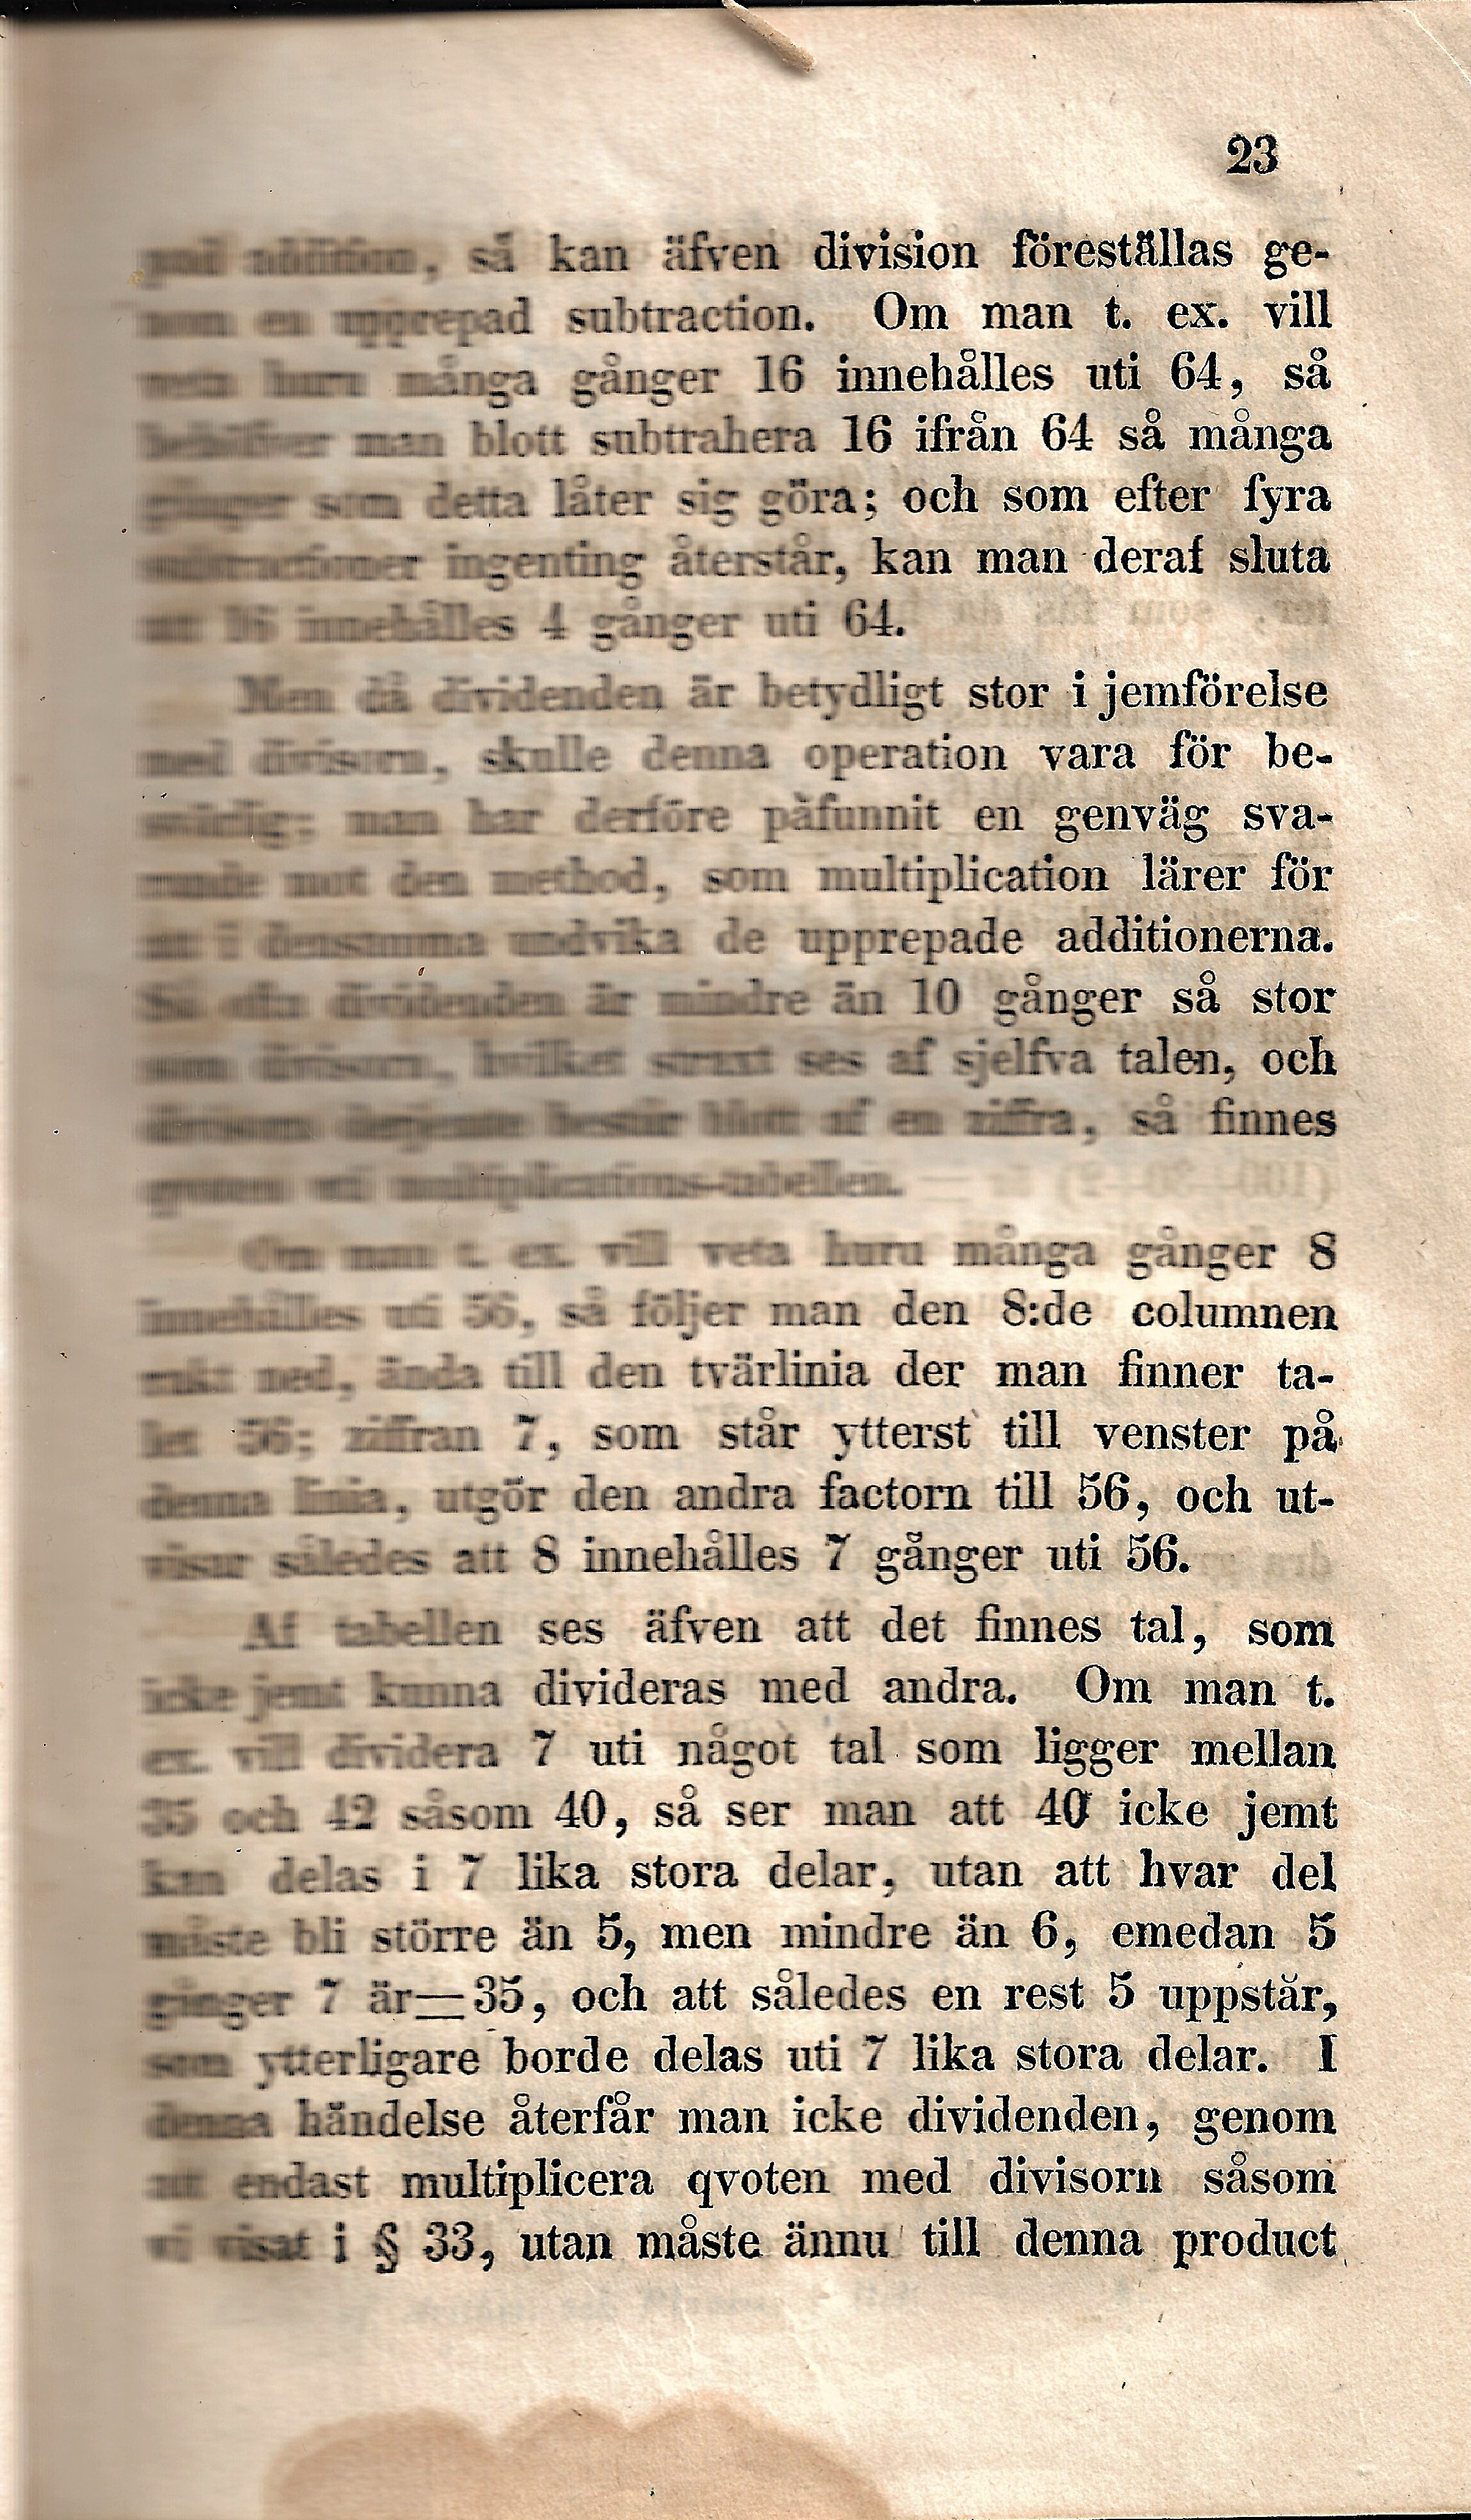 23
pad addition, så kan äfven division föreställas ge-
nom en upprepad subtraction. Om man t. ex. vill
veta huru många gånger 16 innehålles uti 64, så
behöfver man blott subtrahera 16 ifrån 64 så många
gånger som detta låter sig göra; och som efter fyra
subtractioner ingenting återstår, kan man deraf sluta
att 16 innehålles 4 gånger uti 64.
Men då dividenden är betydligt stor i jemförelse
med divisorn, skulle denna operation vara för be-
svärlig; man har derföre påfunnit en genväg sva-
rande mot den method, som multiplication lärer för
att i densamma undvika de upprepade additionerna.
Så ofta dividenden är mindre än 10 gånger så stor
som divisorn, hvilket straxt ses af sjelfva talen, och
divisorn består blott af en ziffra, så finnes
qvoten uti multiplications-tabellen.
Om man t. ex. vill veta huru många gånger 8
innehålles uti 56, så följer man den 8:de columnen
rakt ned, ända till den tvärlinia der man finner ta-
let 56; ziffran 7, som står ytterst till venster på
denna linia, utgör den andra factorn till 56, och ut-
visar således att 8 innehålles 7 gånger uti 56.
Af tabellen ses äfven att det finnes tal, som
icke jemt kunna divideras med andra. Om man t.
ex. vill dividera 7 uti något tal som ligger mellan
35 och 42 såsom 40, så ser man att 40 icke jemt
kan delas i 7 lika stora delar, utan att hvar del
måste bli större än 5, men mindre än 6, emedan 5
gånger 7 är=35, och att således en rest 5 uppstår,
som ytterligare borde delas uti 7 lika stora delar. I
denna händelse återfår man icke dividenden, genom
att endast multiplicera qvoten med divisorn såsom
vi visat i § 33, utan måste ännu till denna product